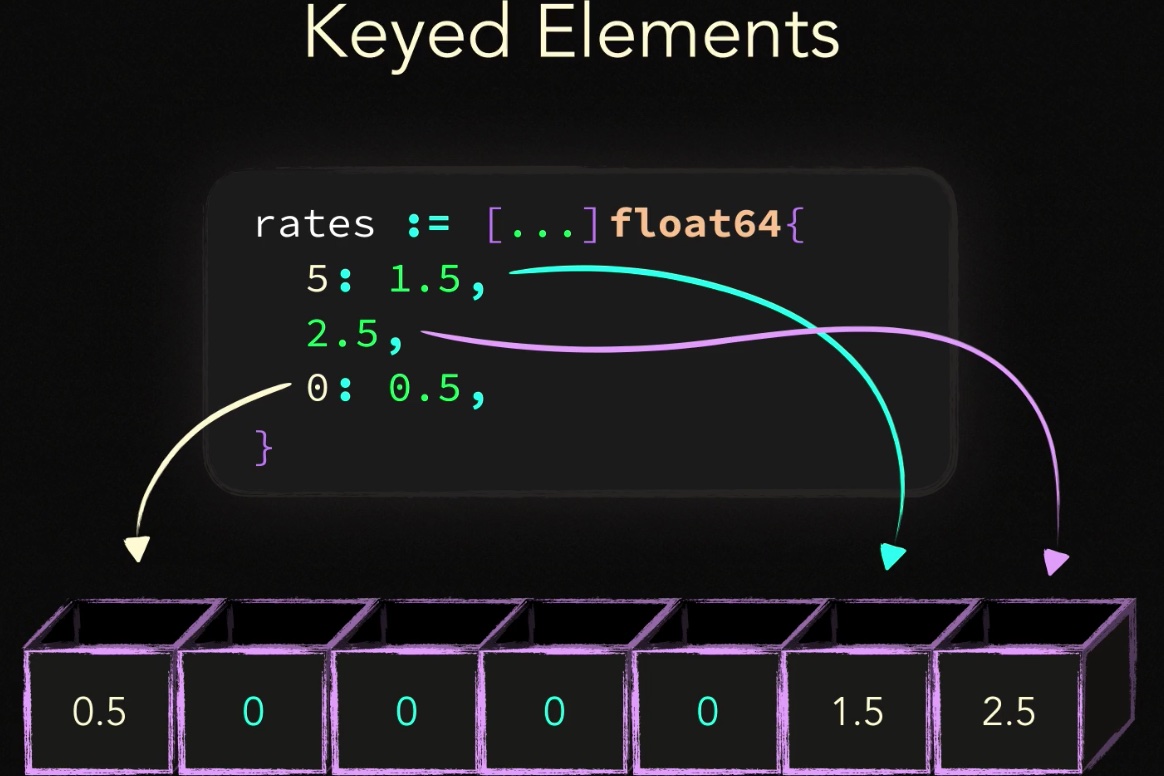 Keyed Elements
rates := [...]float64{
5: 1.5,
2.5,
0: 0.5,
}
0.5 0 0 0 0 1.5 2.5